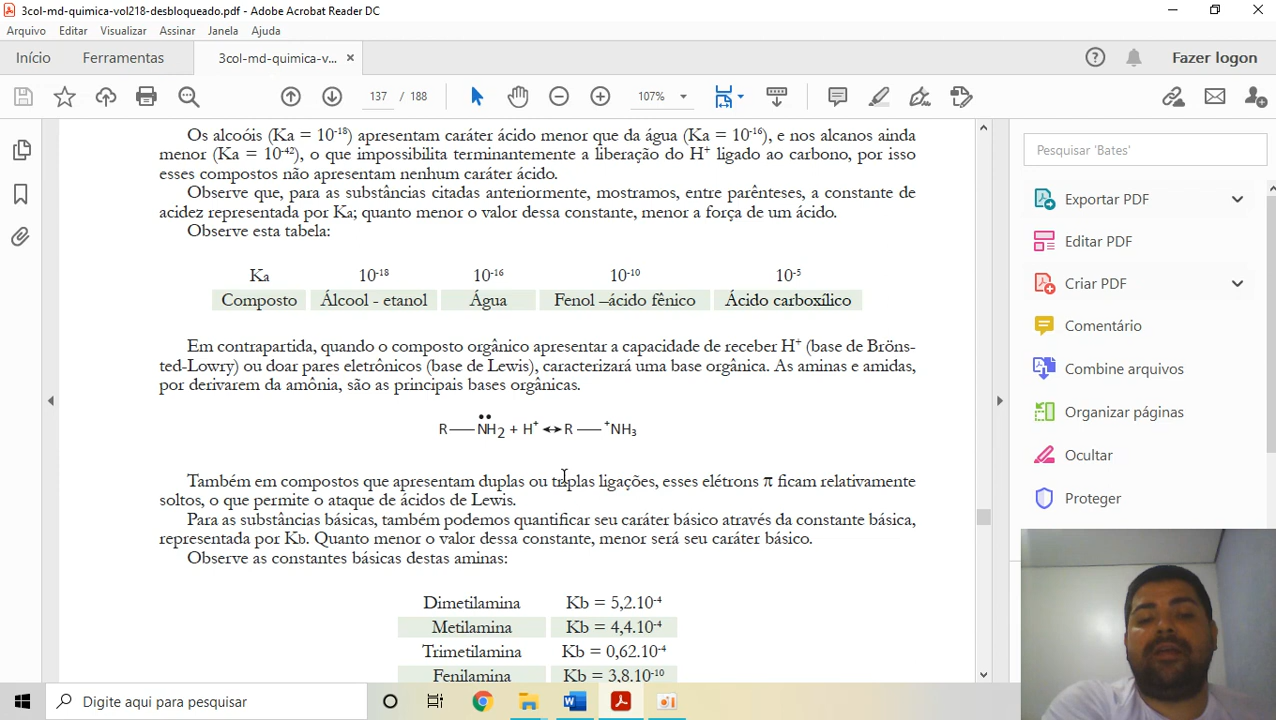 3col-md-quimica-vol218-desbloqueado.pdf - Adobe Acrobat Reader DC
Arquivo Editar Visualizar Assinar Janela Ajuda
Início Ferramentas 3col-md-quimica-v... × Fazer logon
137 / 188 107%
Os alcoóis (Ka = 10⁻¹⁸) apresentam caráter ácido menor que da água (Ka = 10⁻¹⁶), e nos alcanos ainda
menor (Ka = 10⁻⁴²), o que impossibilita terminantemente a liberação do H⁺ ligado ao carbono, por isso
esses compostos não apresentam nenhum caráter ácido.
Observe que, para as substâncias citadas anteriormente, mostramos, entre parênteses, a constante de
acidez representada por Ka; quanto menor o valor dessa constante, menor a força de um ácido.
Observe esta tabela:
Ka 10⁻¹⁸ 10⁻¹⁶ 10⁻¹⁰ 10⁻⁵
Composto Álcool - etanol Água Fenol –ácido fênico Ácido carboxílico
Em contrapartida, quando o composto orgânico apresentar a capacidade de receber H⁺ (base de Bröns-
ted-Lowry) ou doar pares eletrônicos (base de Lewis), caracterizará uma base orgânica. As aminas e amidas,
por derivarem da amônia, são as principais bases orgânicas.
R — N̈H₂ + H⁺ ↔ R — ⁺NH₃
Também em compostos que apresentam duplas ou triplas ligações, esses elétrons π ficam relativamente
soltos, o que permite o ataque de ácidos de Lewis.
Para as substâncias básicas, também podemos quantificar seu caráter básico através da constante básica,
representada por Kb. Quanto menor o valor dessa constante, menor será seu caráter básico.
Observe as constantes básicas destas aminas:
Dimetilamina Kb = 5,2.10⁻⁴
Metilamina Kb = 4,4.10⁻⁴
Trimetilamina Kb = 0,62.10⁻⁴
Fenilamina Kb = 3,8.10⁻¹⁰
Pesquisar 'Bates'
Exportar PDF
Editar PDF
Criar PDF
Comentário
Combine arquivos
Organizar páginas
Ocultar
Proteger
Digite aqui para pesquisar